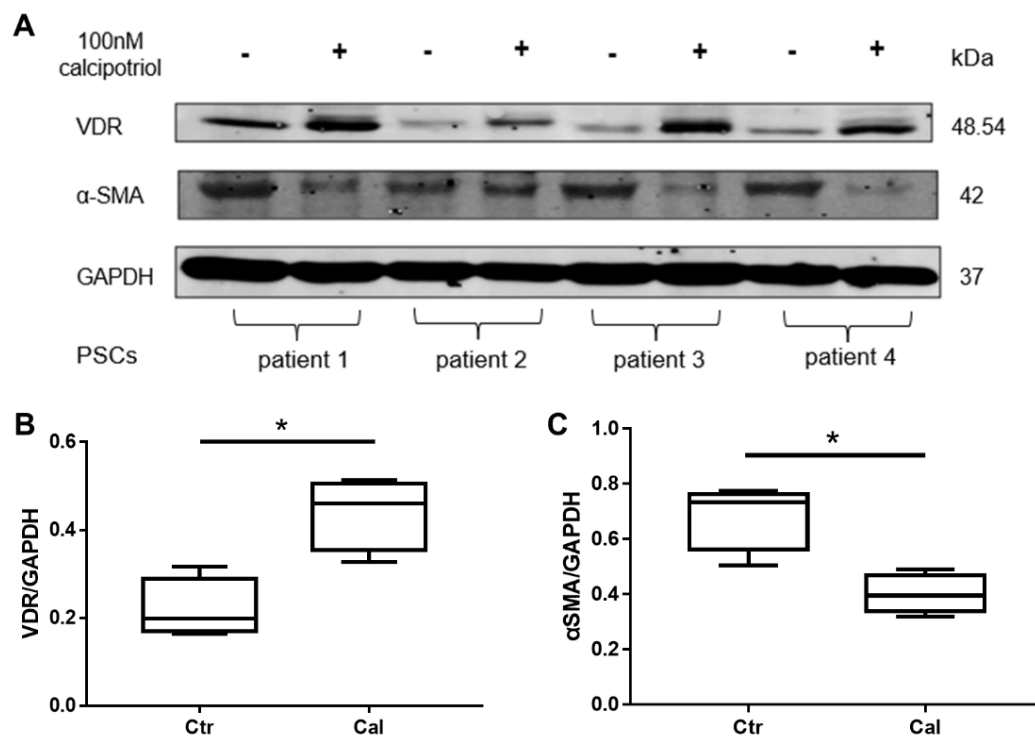 A
100nM
calcipotriol
- + - + - + - +
kDa
VDR
48.54
α-SMA
42
GAPDH
37
PSCs
patient 1 patient 2 patient 3 patient 4
B
*
0.6
0.4
0.2
0.0
VDR/GAPDH
Ctr Cal
C
*
1.0
0.8
0.6
0.4
0.2
0.0
αSMA/GAPDH
Ctr Cal